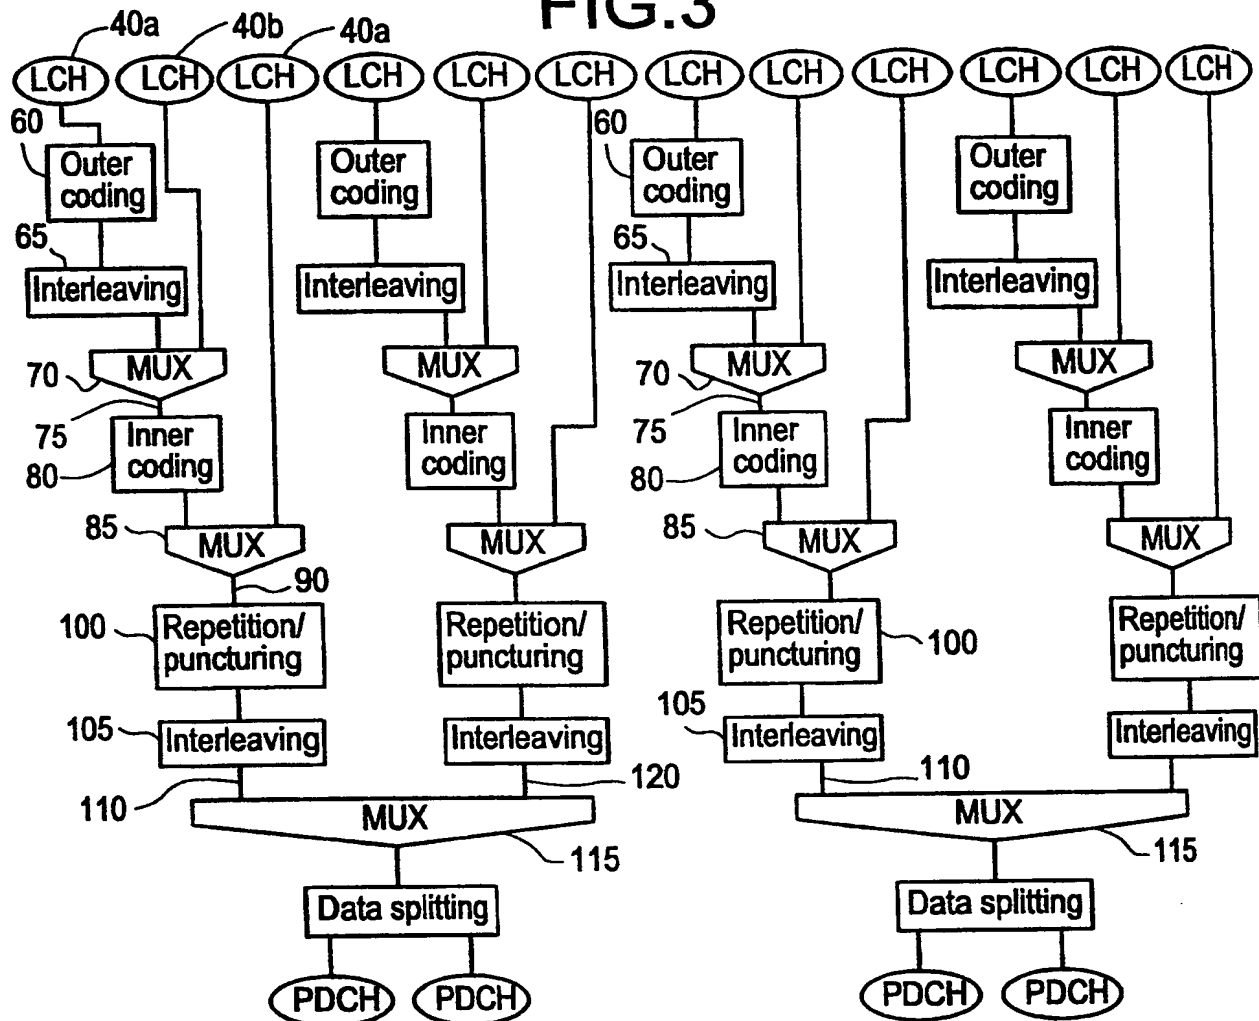 FIG.3
40a 40b 40a
LCH LCH LCH LCH LCH LCH LCH LCH LCH LCH LCH LCH
60 60
Outer Outer Outer Outer
coding coding coding coding
65 65
Interleaving Interleaving Interleaving Interleaving
MUX MUX MUX MUX
70 70
75 75
Inner Inner Inner Inner
coding coding coding coding
80 80
85 85
MUX MUX MUX MUX
90
100 Repetition/ Repetition/ Repetition/ 100 Repetition/
puncturing puncturing puncturing puncturing
105 105
Interleaving Interleaving Interleaving Interleaving
110 120 110
MUX MUX
115 115
Data splitting Data splitting
PDCH PDCH PDCH PDCH